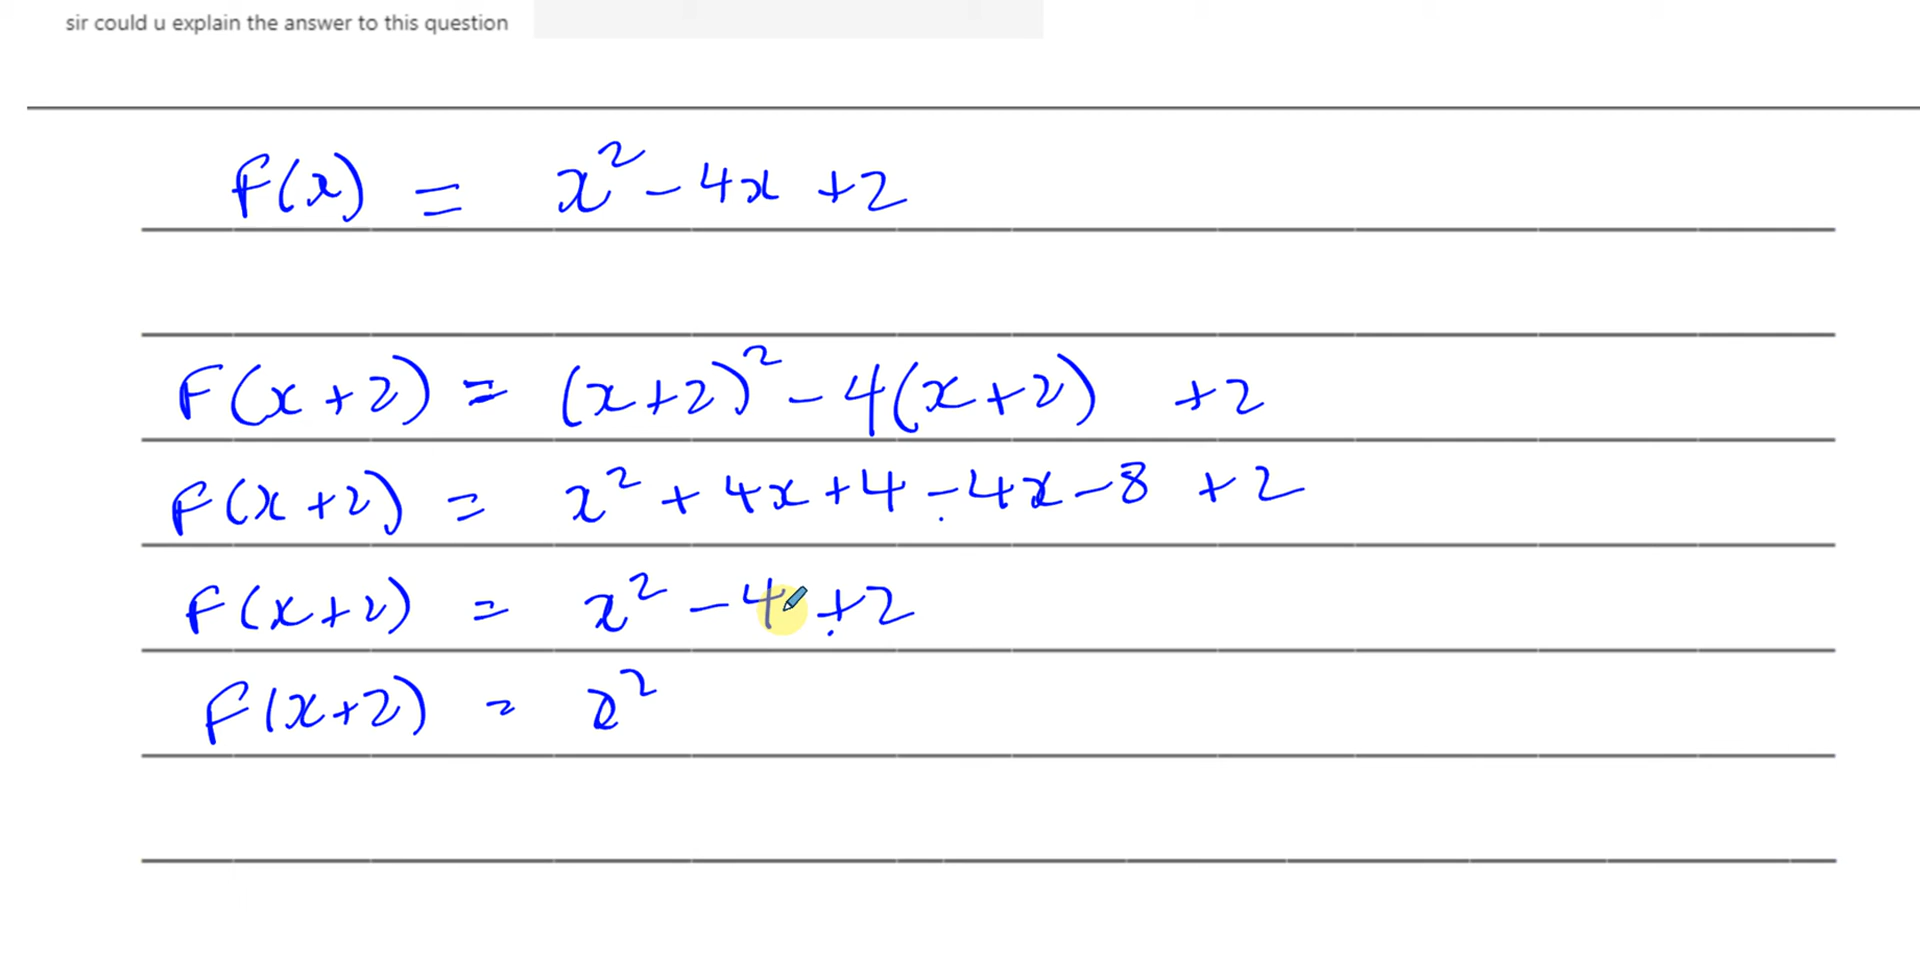 sir could u explain the answer to this question
f(x) = x² - 4x + 2
F(x+2) = (x+2)² - 4(x+2) + 2
f(x+2) = x² + 4x + 4 - 4x - 8 + 2
f(x+2) = x² - 4 + 2
f(x+2) = x²